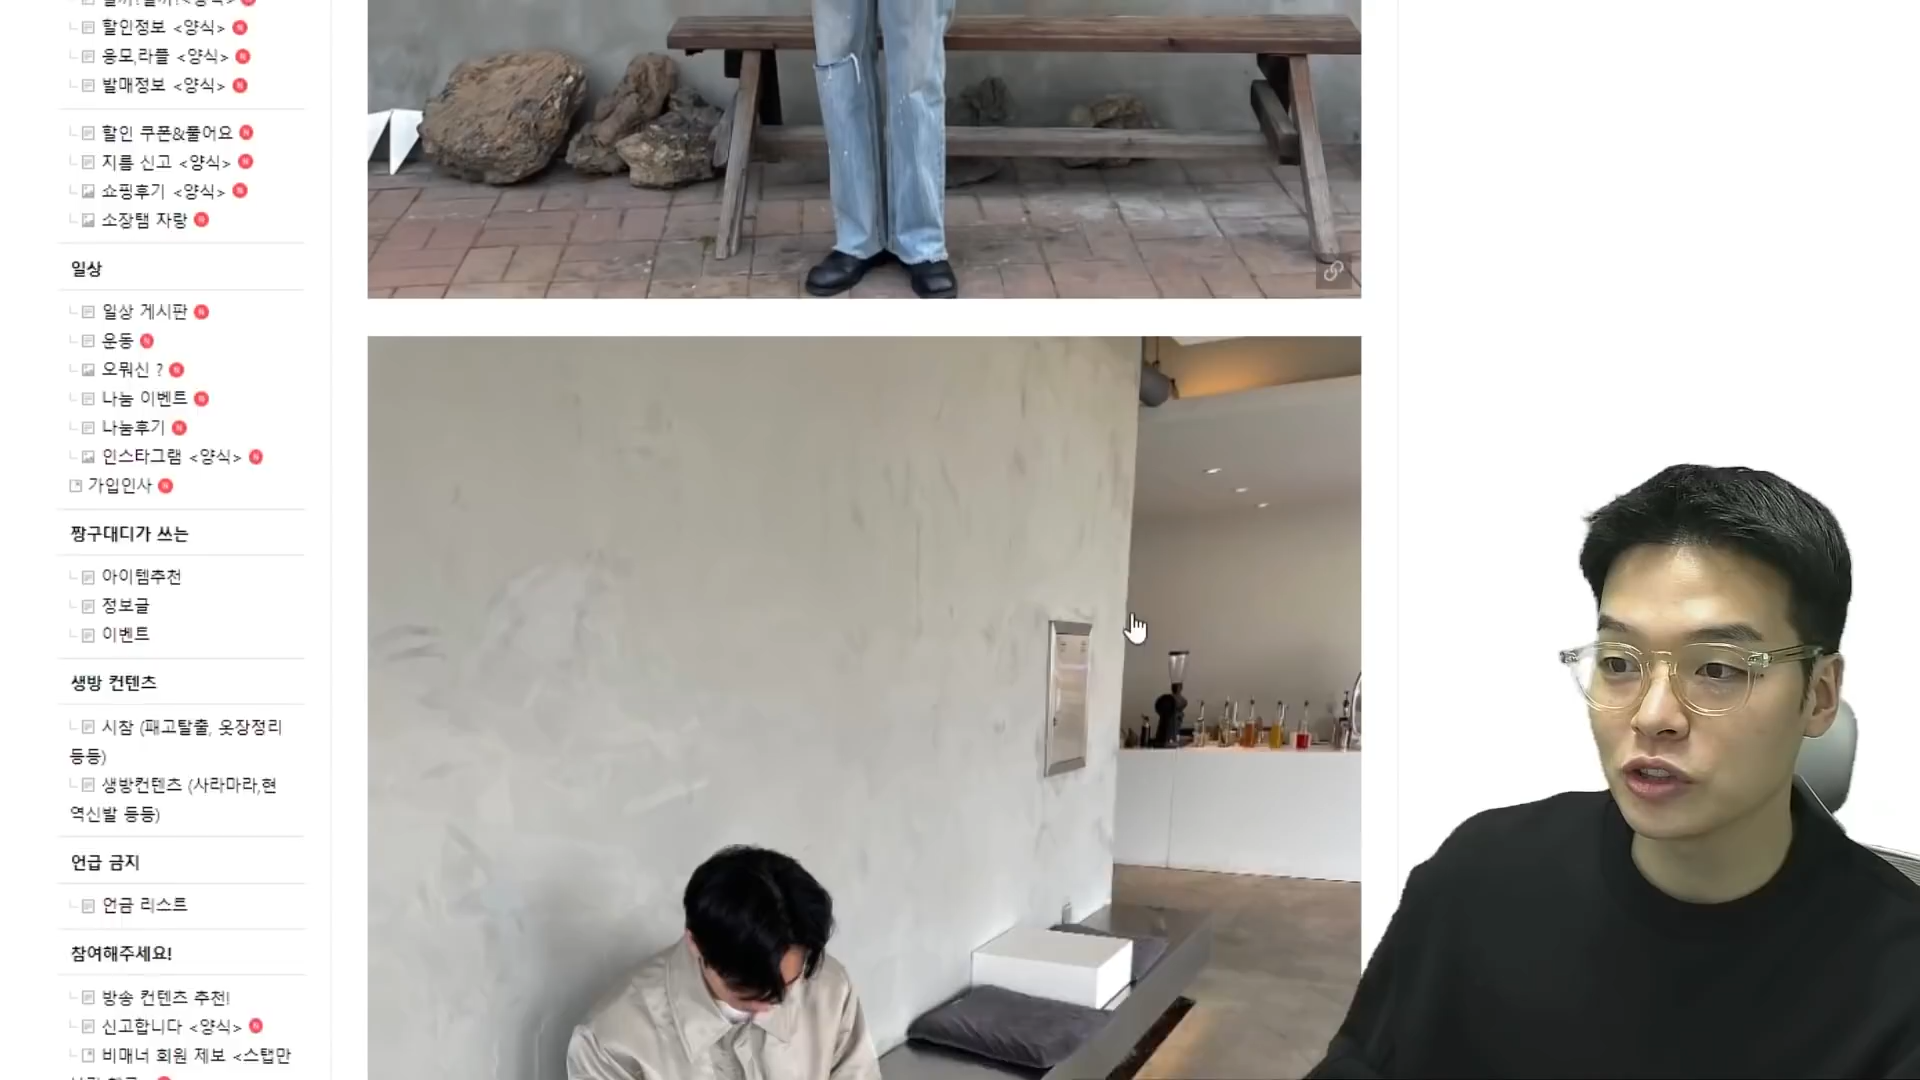 할인정보 <양식>
응모,라플 <양식>
발매정보 <양식>
할인 쿠폰&풀어요
지름 신고 <양식>
쇼핑후기 <양식>
소장탬 자랑
일상
일상 게시판
운동
오뭐신 ?
나눔 이벤트
나눔후기
인스타그램 <양식>
가입인사
짱구대디가 쓰는
아이템추천
정보글
이벤트
생방 컨텐츠
시참 (패고탈출, 옷장정리
등등)
생방컨텐츠 (사라마라,현
역신발 등등)
언급 금지
언금 리스트
참여해주세요!
방송 컨텐츠 추천!
신고합니다 <양식>
비매너 회원 제보 <스탭만